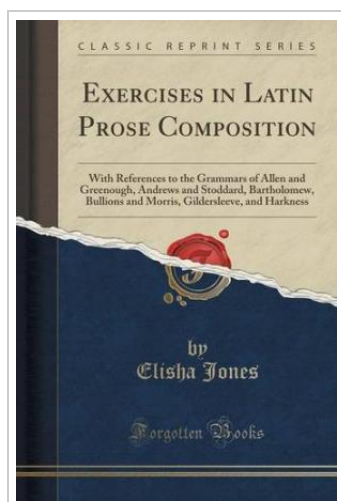 CLASSIC REPRINT SERIES
EXERCISES IN LATIN
PROSE COMPOSITION
With References to the Grammars of Allen and
Greenough, Andrews and Stoddard, Bartholomew,
Bullions and Morris, Gildersleeve, and Harkness
by
Elisha Jones
Forgotten Books